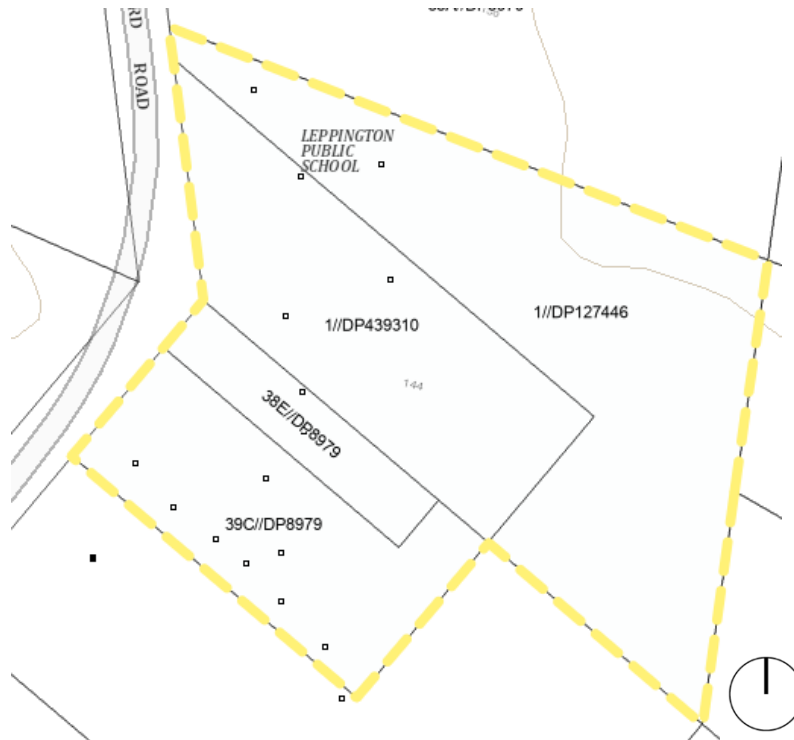 RD
ROAD
LEPPINGTON
PUBLIC
SCHOOL
1//DP127446
1//DP439310
144
38E//DP8979
39C//DP8979